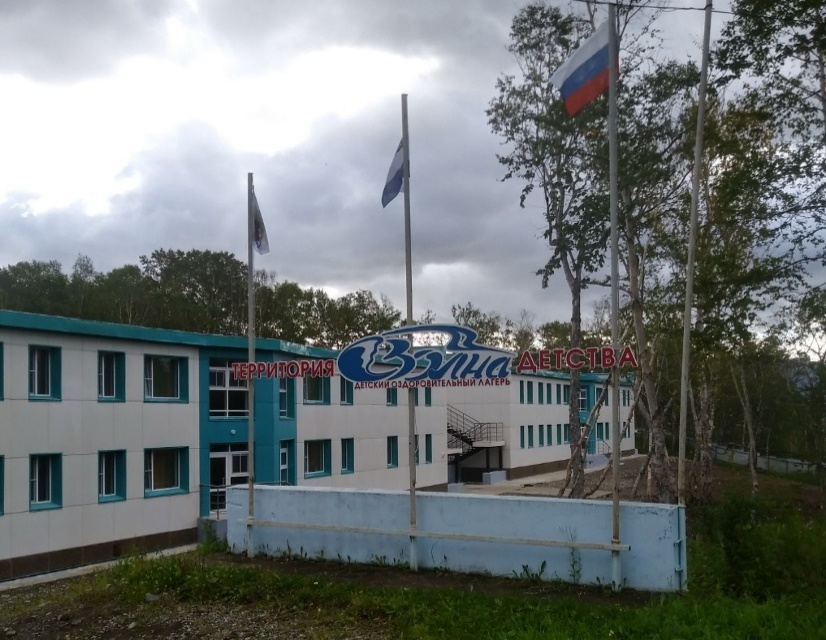 ТЕРРИТОРИЯ Волна ДЕТСТВА
ДЕТСКИЙ ОЗДОРОВИТЕЛЬНЫЙ ЛАГЕРЬ